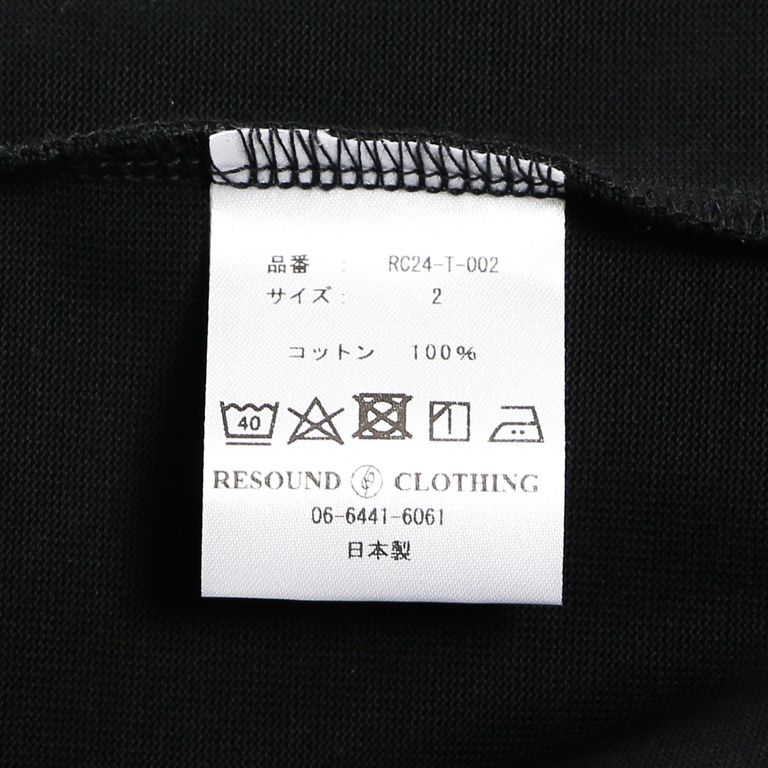 品番 : RC24-T-002
サイズ: 2
コットン 100%
40
RESOUND CLOTHING
06-6441-6061
日本製